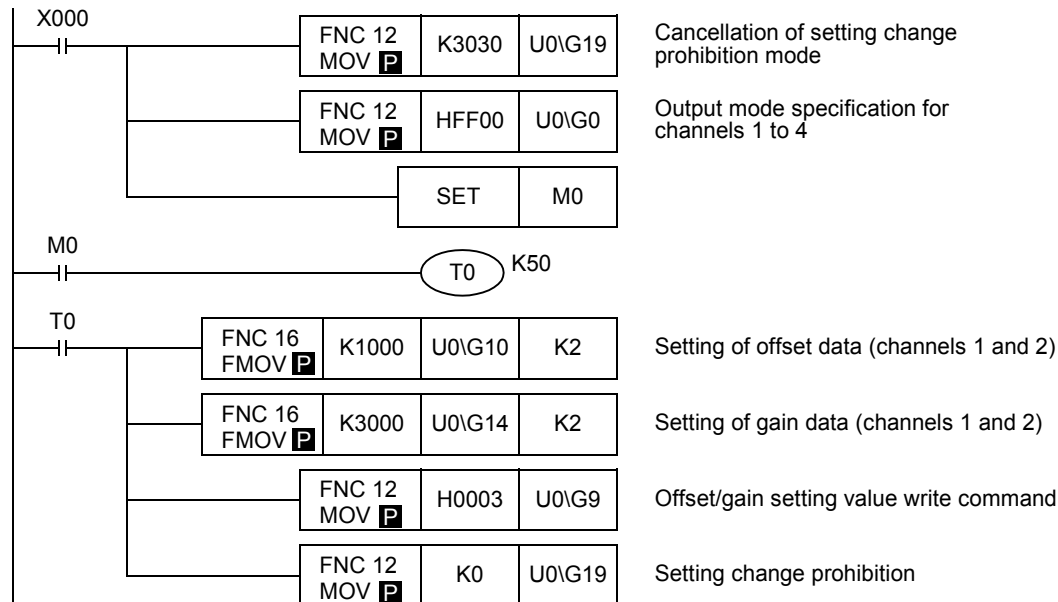 X000
FNC 12
MOV P
K3030
U0\G19
Cancellation of setting change
prohibition mode
FNC 12
MOV P
HFF00
U0\G0
Output mode specification for
channels 1 to 4
SET
M0
M0
T0
K50
T0
FNC 16
FMOV P
K1000
U0\G10
K2
Setting of offset data (channels 1 and 2)
FNC 16
FMOV P
K3000
U0\G14
K2
Setting of gain data (channels 1 and 2)
FNC 12
MOV P
H0003
U0\G9
Offset/gain setting value write command
FNC 12
MOV P
K0
U0\G19
Setting change prohibition